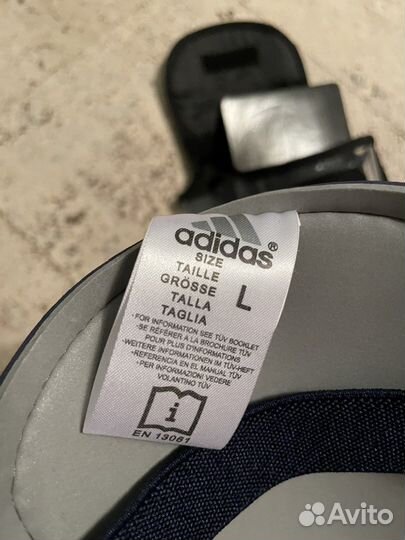 adidas®
SIZE
TAILLE
GRÖSSE L
TALLA
TAGLIA
·FOR INFORMATION SEE TÜV BOOKLET
·SE RÉFÉRER A LA BROCHURE TÜV
POUR PLUS D'INFORMATIONS
·WEITERE INFORMATIONEN IM TÜV-HEFT
·REFERENCIA EN EL MANUAL TÜV
·PER INFORMAZIONI VEDERE
VOLANTINO TÜV
i
EN 13061
Avito